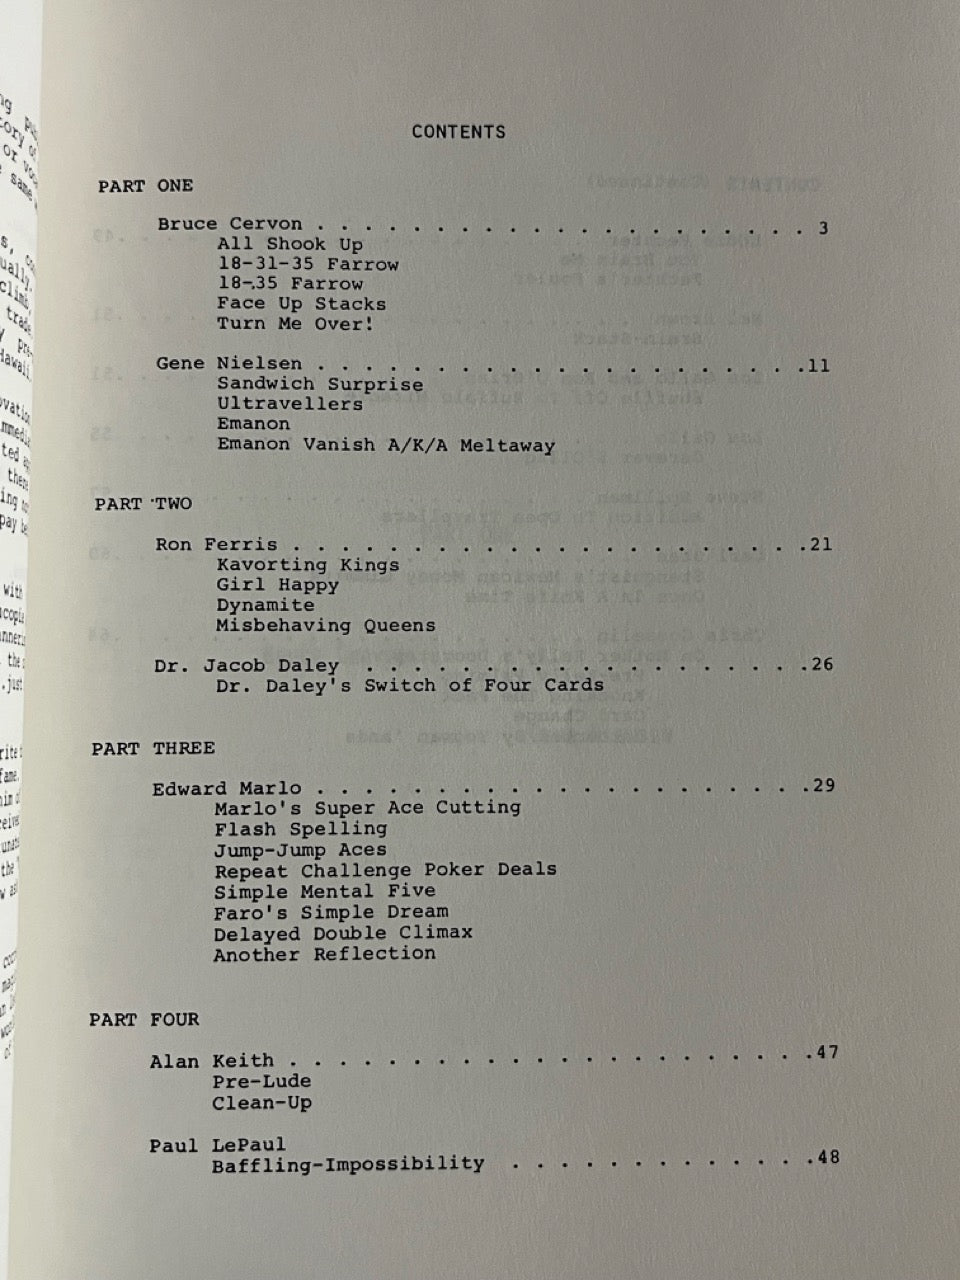 CONTENTS
PART ONE
Bruce Cervon . . . . . . . . . . . . . . . . . . . . 3
All Shook Up
18-31-35 Farrow
18-35 Farrow
Face Up Stacks
Turn Me Over!
Gene Nielsen . . . . . . . . . . . . . . . . . . . .11
Sandwich Surprise
Ultravellers
Emanon
Emanon Vanish A/K/A Meltaway
PART TWO
Ron Ferris . . . . . . . . . . . . . . . . . . . . .21
Kavorting Kings
Girl Happy
Dynamite
Misbehaving Queens
Dr. Jacob Daley . . . . . . . . . . . . . . . . . . .26
Dr. Daley's Switch of Four Cards
PART THREE
Edward Marlo . . . . . . . . . . . . . . . . . . . .29
Marlo's Super Ace Cutting
Flash Spelling
Jump-Jump Aces
Repeat Challenge Poker Deals
Simple Mental Five
Faro's Simple Dream
Delayed Double Climax
Another Reflection
PART FOUR
Alan Keith . . . . . . . . . . . . . . . . . . . . .47
Pre-Lude
Clean-Up
Paul LePaul
Baffling-Impossibility . . . . . . . . . . . . .48